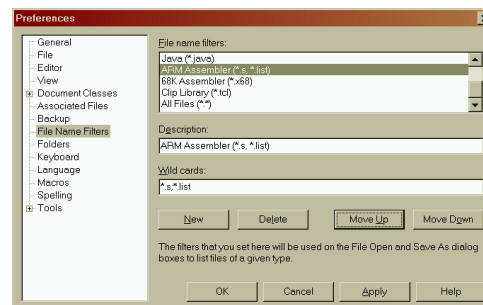 Preferences
General
File
Editor
View
Document Classes
Associated Files
Backup
File Name Filters
Folders
Keyboard
Language
Macros
Spelling
Tools
File name filters:
Java (*.java)
ARM Assembler (*.s, *.list)
68K Assembler (*.x68)
Clip Library (*.tcl)
All Files (*.*)
Description:
ARM Assembler (*.s, *.list)
Wild cards:
*.s;*.list
New Delete Move Up Move Down
The filters that you set here will be used on the File Open and Save As dialog
boxes to list files of a given type.
OK Cancel Apply Help